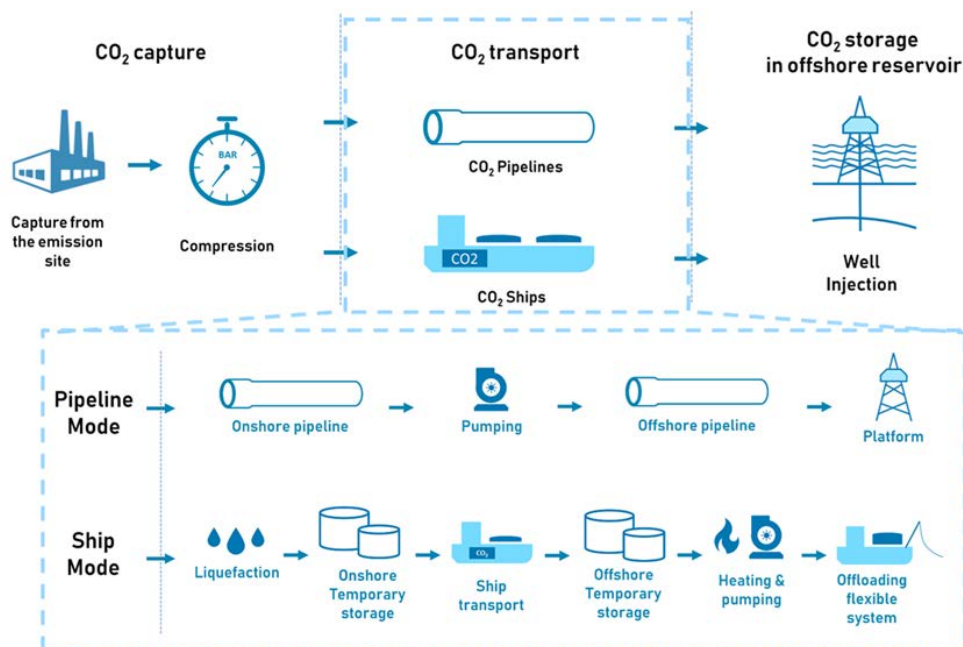 CO₂ capture
CO₂ transport
CO₂ storage
in offshore reservoir
BAR
Capture from
the emission
site
Compression
CO₂ Pipelines
CO2
CO₂ Ships
Well
Injection
Pipeline
Mode
Onshore pipeline
Pumping
Offshore pipeline
Platform
Ship
Mode
Liquefaction
Onshore
Temporary
storage
CO₂
Ship
transport
Offshore
Temporary
storage
Heating &
pumping
Offloading
flexible
system